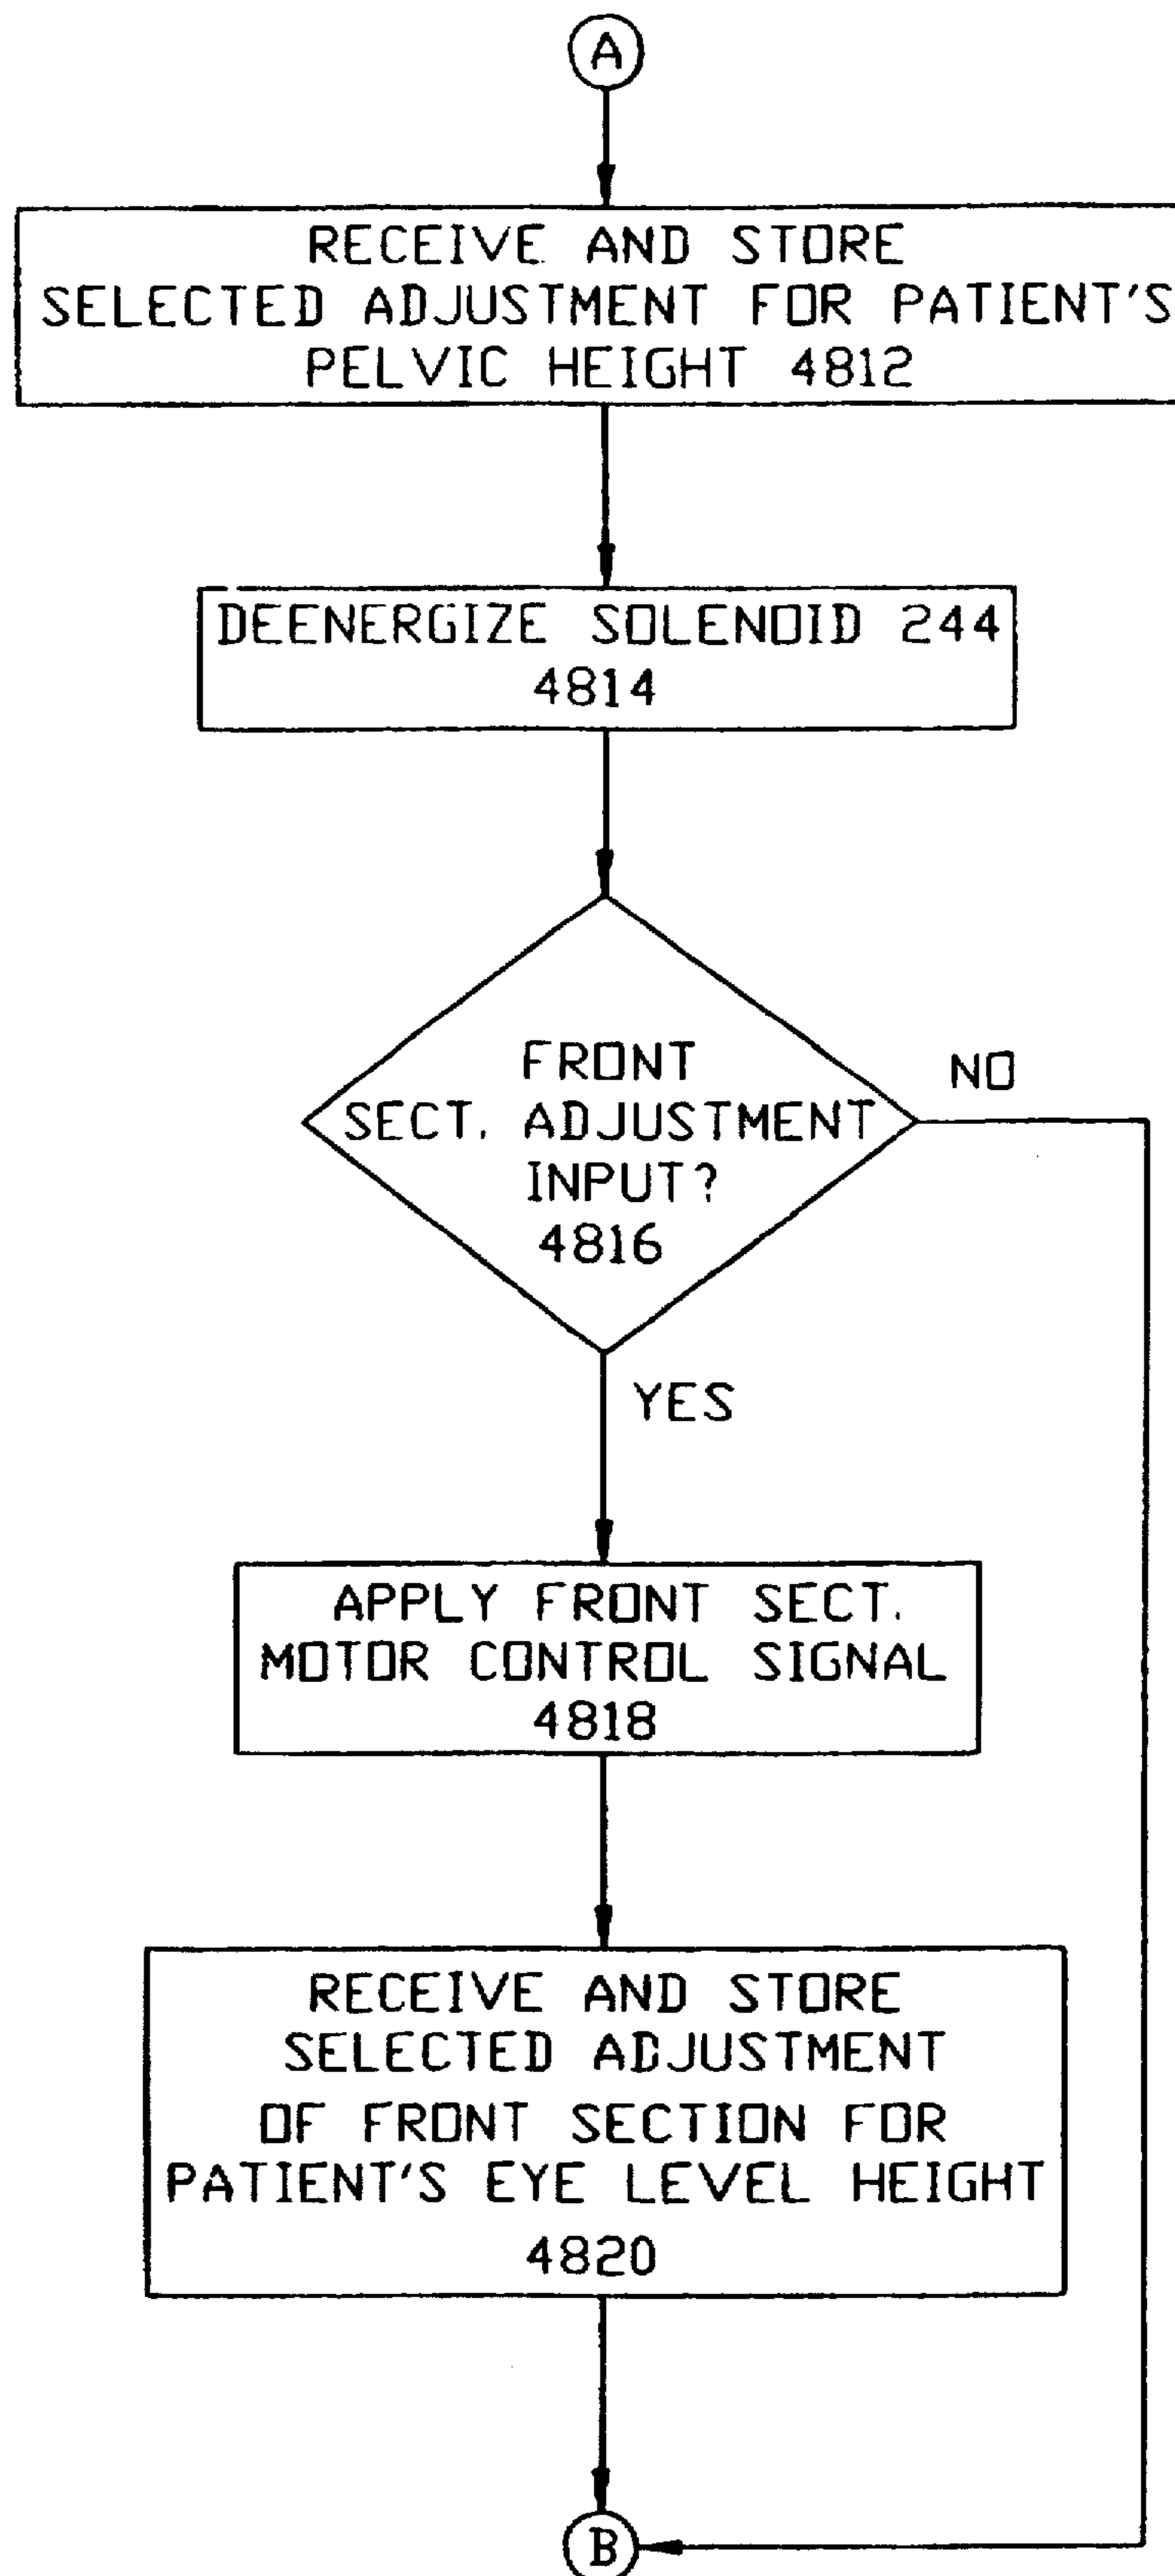 A
RECEIVE AND STORE
SELECTED ADJUSTMENT FOR PATIENT'S
PELVIC HEIGHT 4812
DEENERGIZE SOLENOID 244
4814
FRONT
SECT. ADJUSTMENT
INPUT?
4816
NO
YES
APPLY FRONT SECT.
MOTOR CONTROL SIGNAL
4818
RECEIVE AND STORE
SELECTED ADJUSTMENT
OF FRONT SECTION FOR
PATIENT'S EYE LEVEL HEIGHT
4820
B